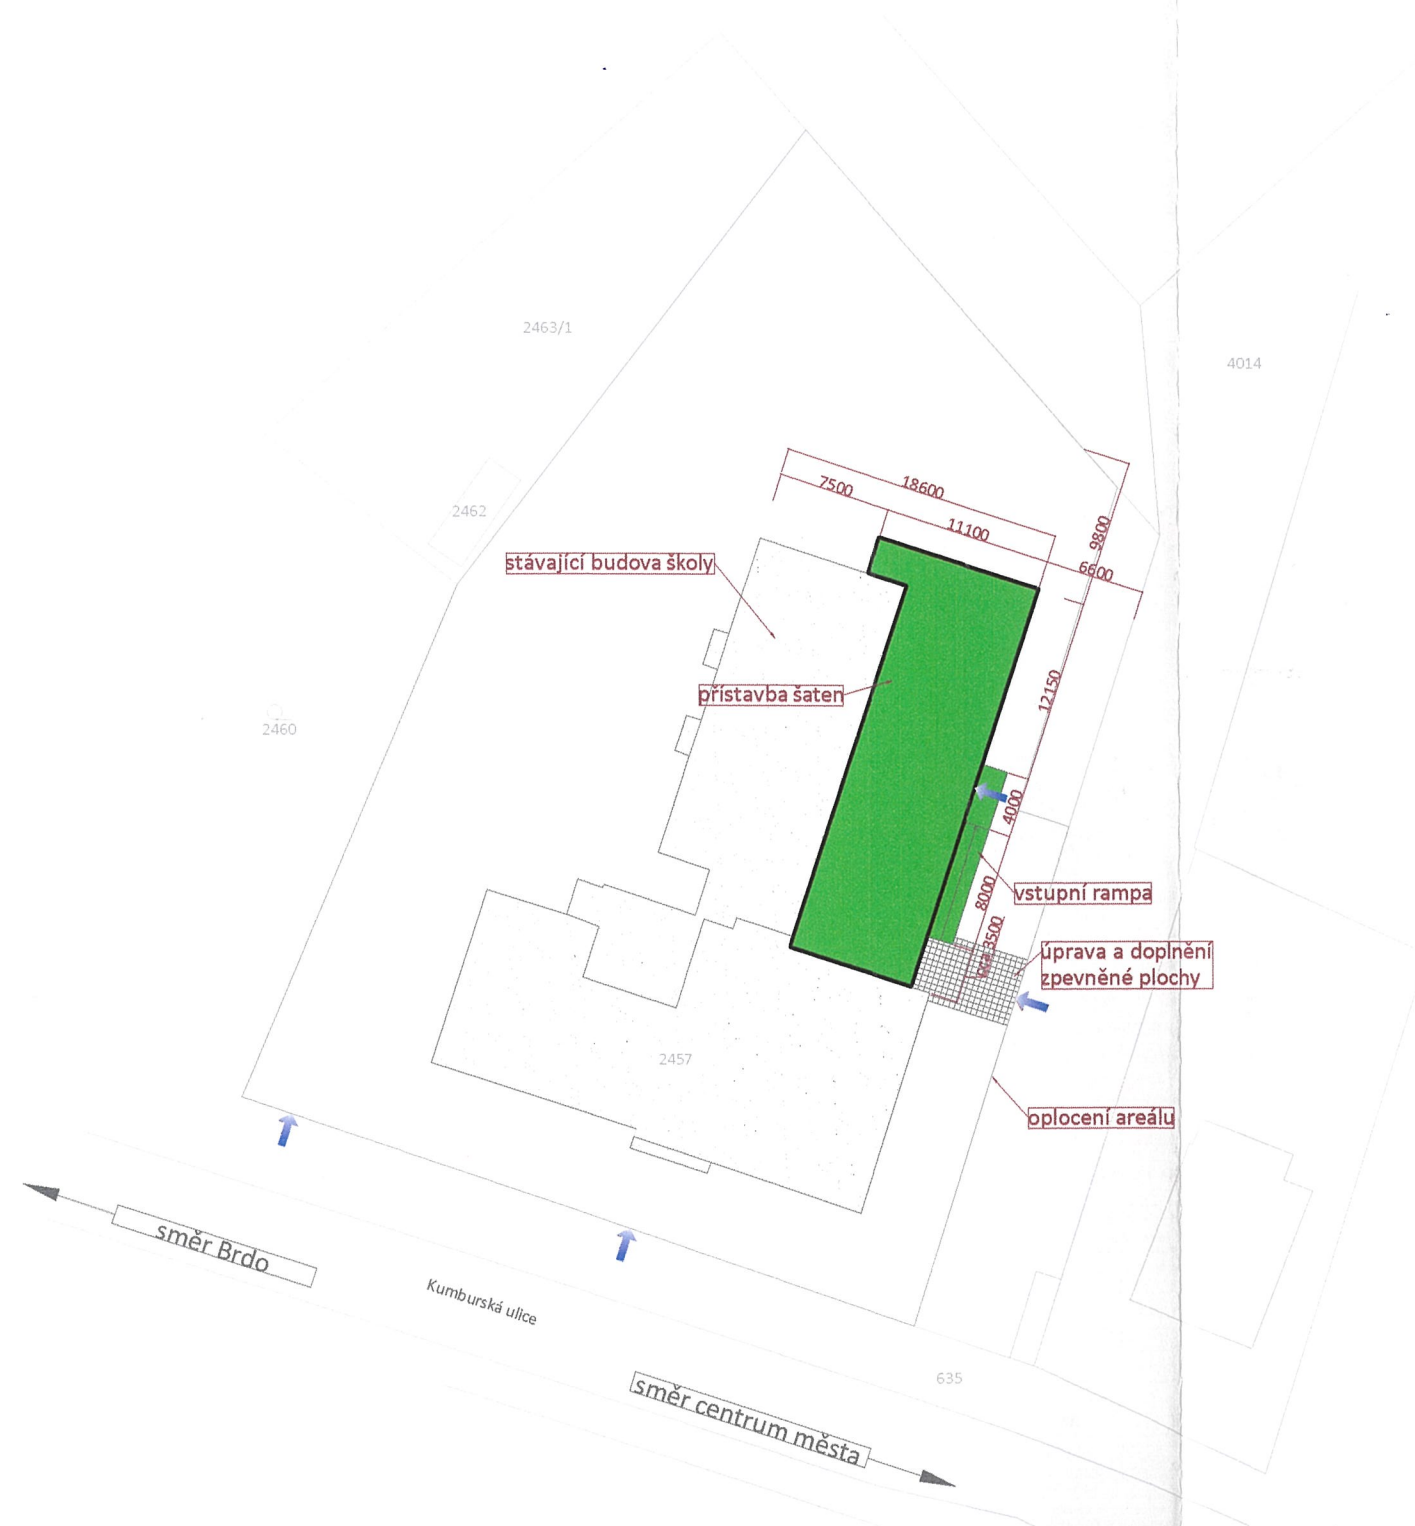 2463/1
4014
18600
7500
11100
2462
9800
stávající budova školy
6600
přístavba šaten
12150
2460
4000
vstupní rampa
8000
3500
úprava a doplnění
zpevněné plochy
2457
oplocení areálu
směr Brdo
Kumburská ulice
635
směr centrum města